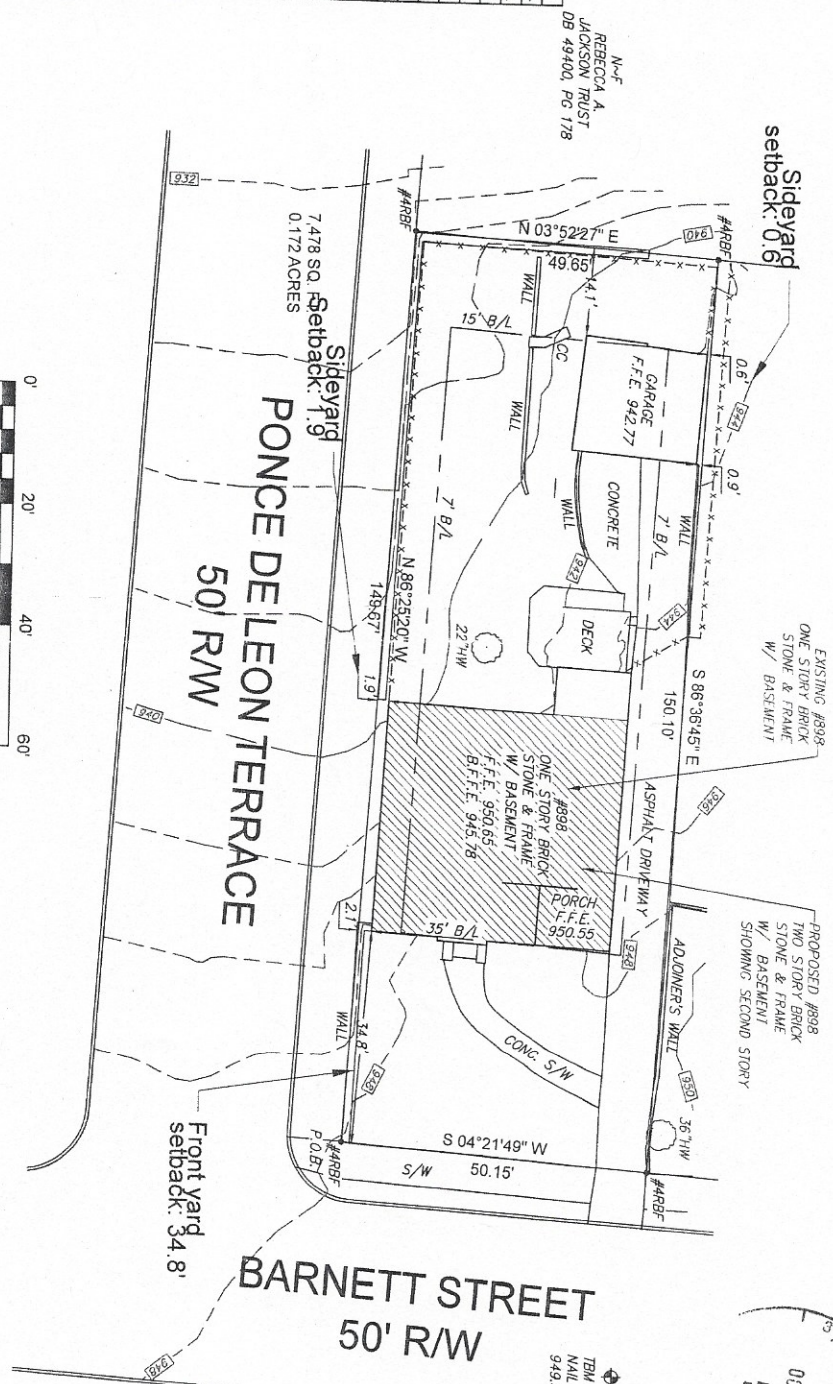 N~F
REBECCA A.
JACKSON TRUST
DB 49400, PG 178
Sideyard
setback: 0.6'
#4RBF
#4RBF
932
940
N 03°52'27" E
49.65'
14.1'
7,478 SQ. FT.
0.172 ACRES
Sideyard
Setback: 1.9'
15' B/L
WALL
CC
WALL
GARAGE
F.F.E. 942.77
0.6'
944
0.9'
WALL
CONCRETE
WALL
7' B/L
7' B/L
942
944
DECK
22"HW
N 86°25'20" W
149.67'
1.9'
S 86°36'45" E
150.10'
EXISTING #898
ONE STORY BRICK
STONE & FRAME
W/ BASEMENT
ASPHALT DRIVEWAY
946
#898
ONE STORY BRICK
STONE & FRAME
W/ BASEMENT
F.F.E. 950.65
B.F.F.E. 945.78
PORCH
F.F.E.
950.55
PROPOSED #898
TWO STORY BRICK
STONE & FRAME
W/ BASEMENT
SHOWING SECOND STORY
940
2.1'
35' B/L
948
ADJOINER'S WALL
950
36"HW
WALL
34.8'
948
CONC. S/W
Front yard
setback: 34.8'
#4RBF
P.O.B.
S 04°21'49" W
50.15'
S/W
#4RBF
PONCE DE LEON TERRACE
50' R/W
BARNETT STREET
50' R/W
948
TBM
NAIL
949.
0'
20'
40'
60'